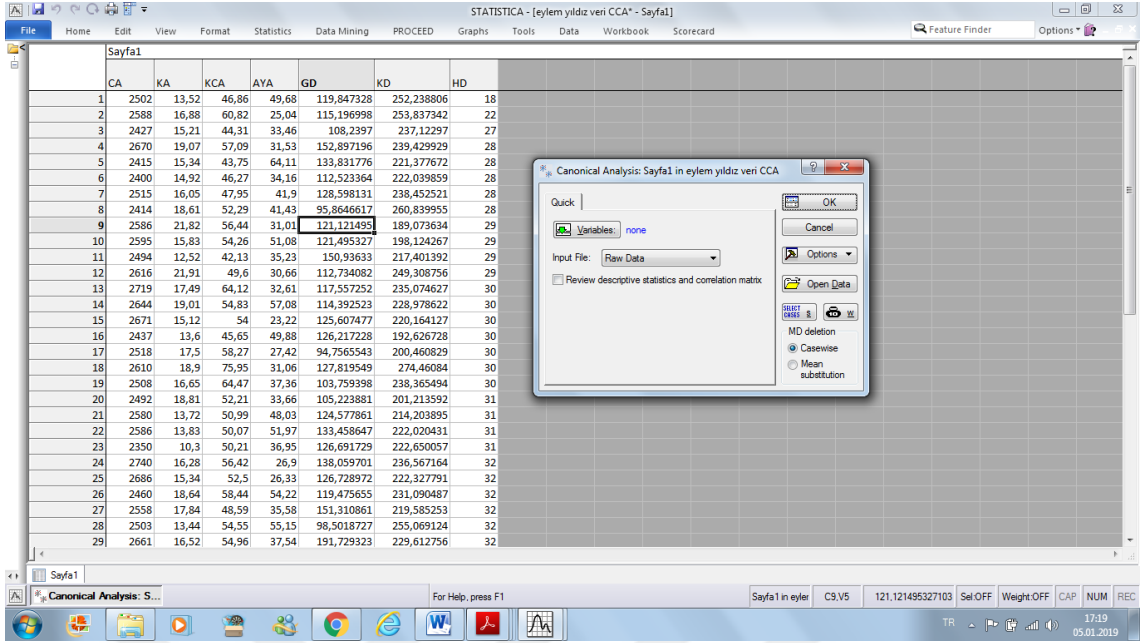 STATISTICA - [eylem yıldız veri CCA* - Sayfa1]
File Home Edit View Format Statistics Data Mining PROCEED Graphs Tools Data Workbook Scorecard Feature Finder Options
Sayfa1
CA KA KCA AYA GD KD HD
1 2502 13,52 46,86 49,68 119,847328 252,238806 18
2 2588 16,88 60,82 25,04 115,196998 253,837342 22
3 2427 15,21 44,31 33,46 108,2397 237,12297 27
4 2670 19,07 57,09 31,53 152,897196 239,429929 28
5 2415 15,34 43,75 64,11 133,831776 221,377672 28
6 2400 14,92 46,27 34,16 112,523364 222,039859 28
7 2515 16,05 47,95 41,9 128,598131 238,452521 28
8 2414 18,61 52,29 41,43 95,8646617 260,839955 28
9 2586 21,82 56,44 31,01 121,121495 189,073634 29
10 2595 15,83 54,26 51,08 121,495327 198,124267 29
11 2494 12,52 42,13 35,23 150,93633 217,401392 29
12 2616 21,91 49,6 30,66 112,734082 249,308756 29
13 2719 17,49 64,12 32,61 117,557252 235,074627 30
14 2644 19,01 54,83 57,08 114,392523 228,978622 30
15 2671 15,12 54 23,22 125,607477 220,164127 30
16 2437 13,6 45,65 49,88 126,217228 192,626728 30
17 2518 17,5 58,27 27,42 94,7565543 200,460829 30
18 2610 18,9 75,95 31,06 127,819549 274,46084 30
19 2508 16,65 64,47 37,36 103,759398 238,365494 30
20 2492 18,81 52,21 33,66 105,223881 201,213592 31
21 2580 13,72 50,99 48,03 124,577861 214,203895 31
22 2586 13,83 50,07 51,97 133,458647 222,020431 31
23 2350 10,3 50,21 36,95 126,691729 222,650057 31
24 2740 16,28 56,42 26,9 138,059701 236,567164 32
25 2686 15,34 52,5 26,33 126,728972 222,327791 32
26 2460 18,64 58,44 54,22 119,475655 231,090487 32
27 2558 17,84 48,59 35,58 151,310861 219,585253 32
28 2503 13,44 54,55 55,15 98,5018727 255,069124 32
29 2661 16,52 54,96 37,54 191,729323 229,612756 32
Canonical Analysis: Sayfa1 in eylem yıldız veri CCA
Quick
OK
Variables: none
Cancel
Input File: Raw Data
Options
Review descriptive statistics and correlation matrix
Open Data
SELECT CASES S W
MD deletion
Casewise
Mean substitution
Sayfa1
Canonical Analysis: S... For Help, press F1 Sayfa1 in eyler C9,V5 121,121495327103 Sel:OFF Weight:OFF CAP NUM REC
TR 17:19
05.01.2019